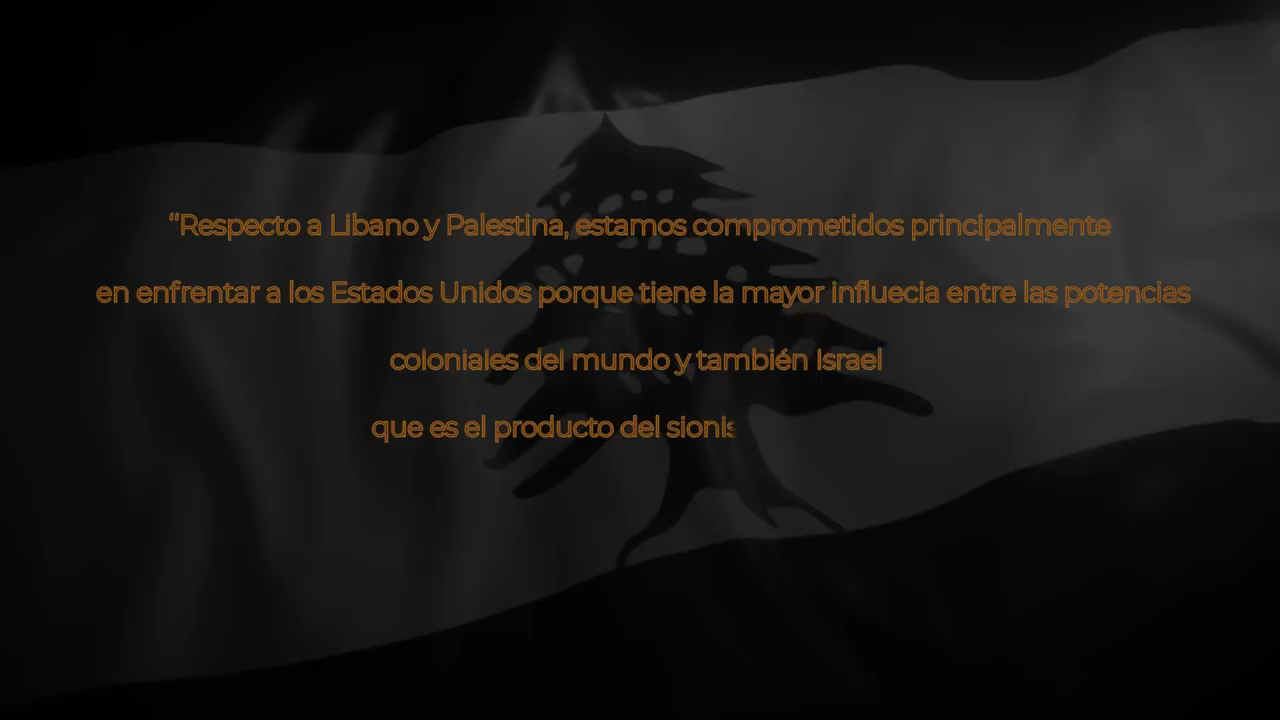 “Respecto a Libano y Palestina, estamos comprometidos principalmente
en enfrentar a los Estados Unidos porque tiene la mayor influecia entre las potencias
coloniales del mundo y también Israel
que es el producto del sionis